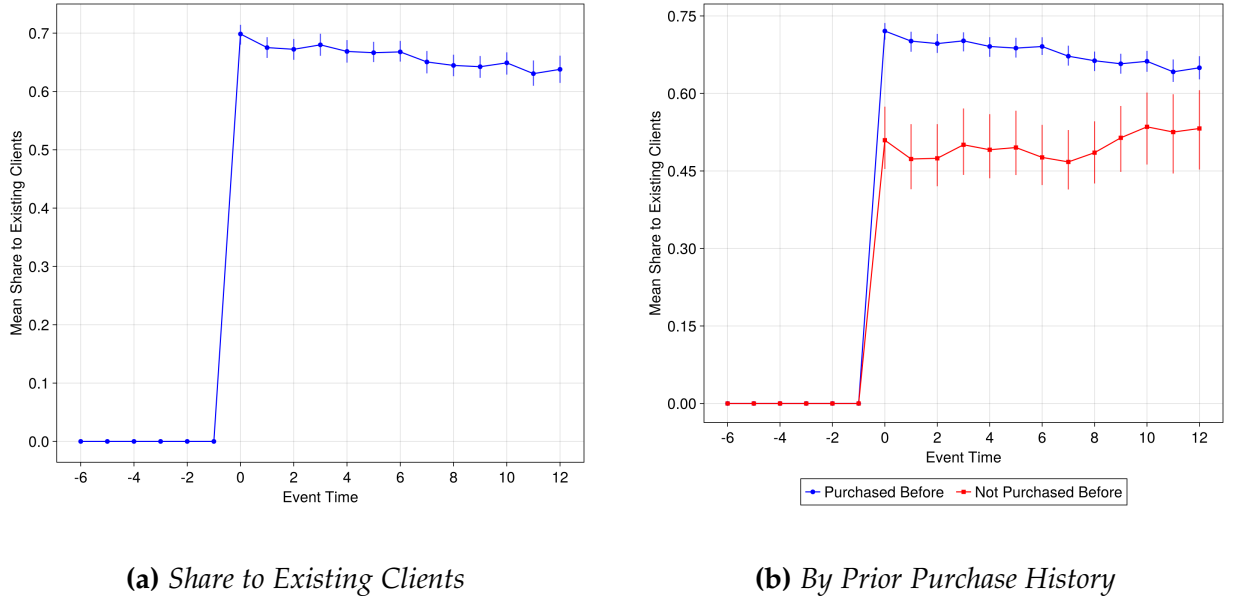 0.7
0.6
0.5
0.4
0.3
0.2
0.1
0.0
Mean Share to Existing Clients
-6 -4 -2 0 2 4 6 8 10 12
Event Time
(a) Share to Existing Clients
0.75
0.60
0.45
0.30
0.15
0.00
Mean Share to Existing Clients
-6 -4 -2 0 2 4 6 8 10 12
Event Time
Purchased Before Not Purchased Before
(b) By Prior Purchase History